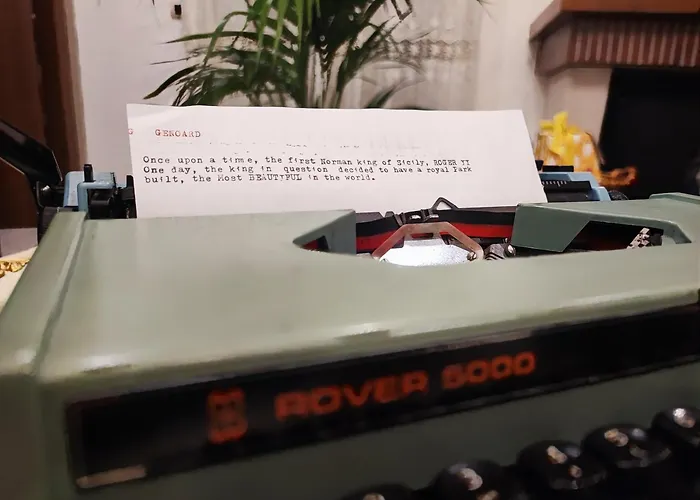 GENOARD
Once upon a time, the first Norman king of Sicily, ROGER II
One day, the king in question decided to have a royal Park
built, the Most BEAUTIFUL in the world.
ROVER 5000